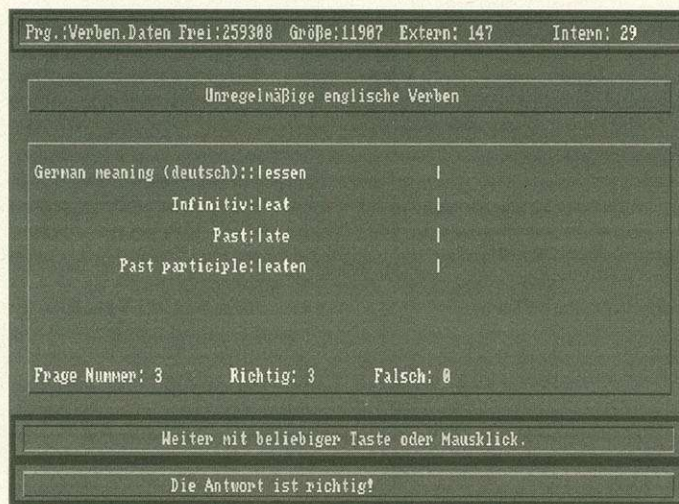 Prg.:Verben.Daten Frei:259308 Größe:11907 Extern: 147 Intern: 29
Unregelmäßige englische Verben
German meaning (deutsch)::|essen |
Infinitiv:|eat |
Past:|ate |
Past participle:|eaten |
Frage Nummer: 3 Richtig: 3 Falsch: 0
Weiter mit beliebiger Taste oder Mausklick.
Die Antwort ist richtig!